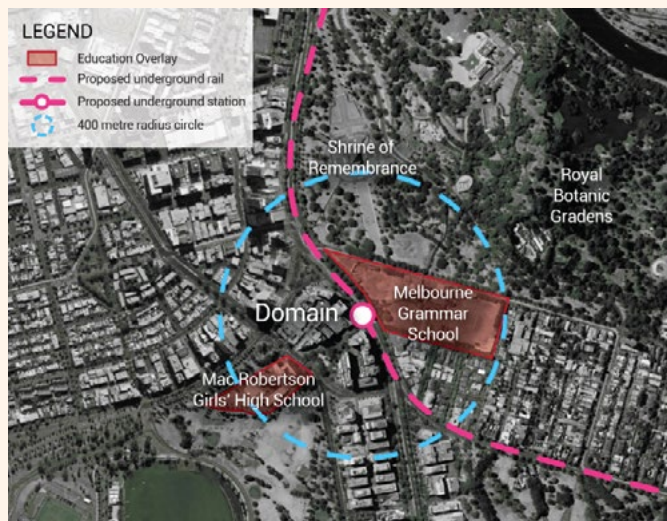 LEGEND
Education Overlay
Proposed underground rail
Proposed underground station
400 metre radius circle
Shrine of
Remembrance
Royal
Botanic
Gradens
Melbourne
Grammar
School
Domain
Mac Robertson
Girls' High School